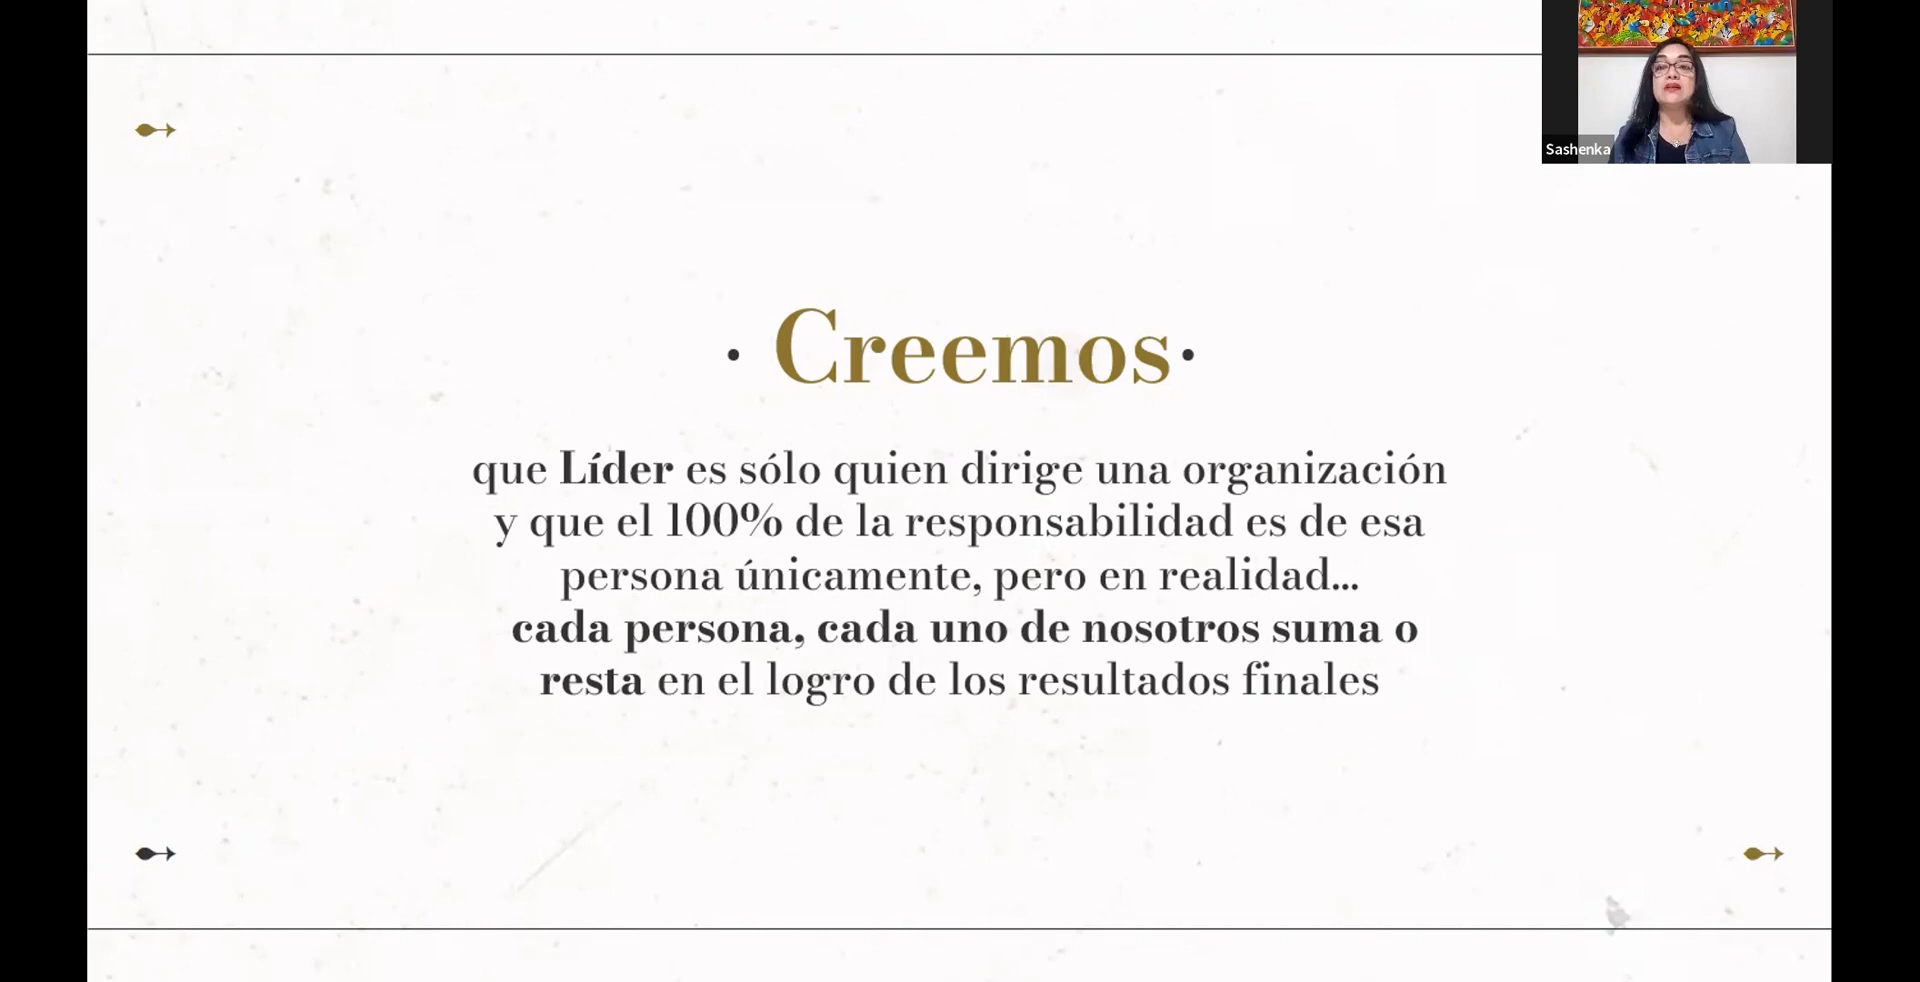 Sashenka
· Creemos·
que Líder es sólo quien dirige una organización
y que el 100% de la responsabilidad es de esa
persona únicamente, pero en realidad...
cada persona, cada uno de nosotros suma o
resta en el logro de los resultados finales